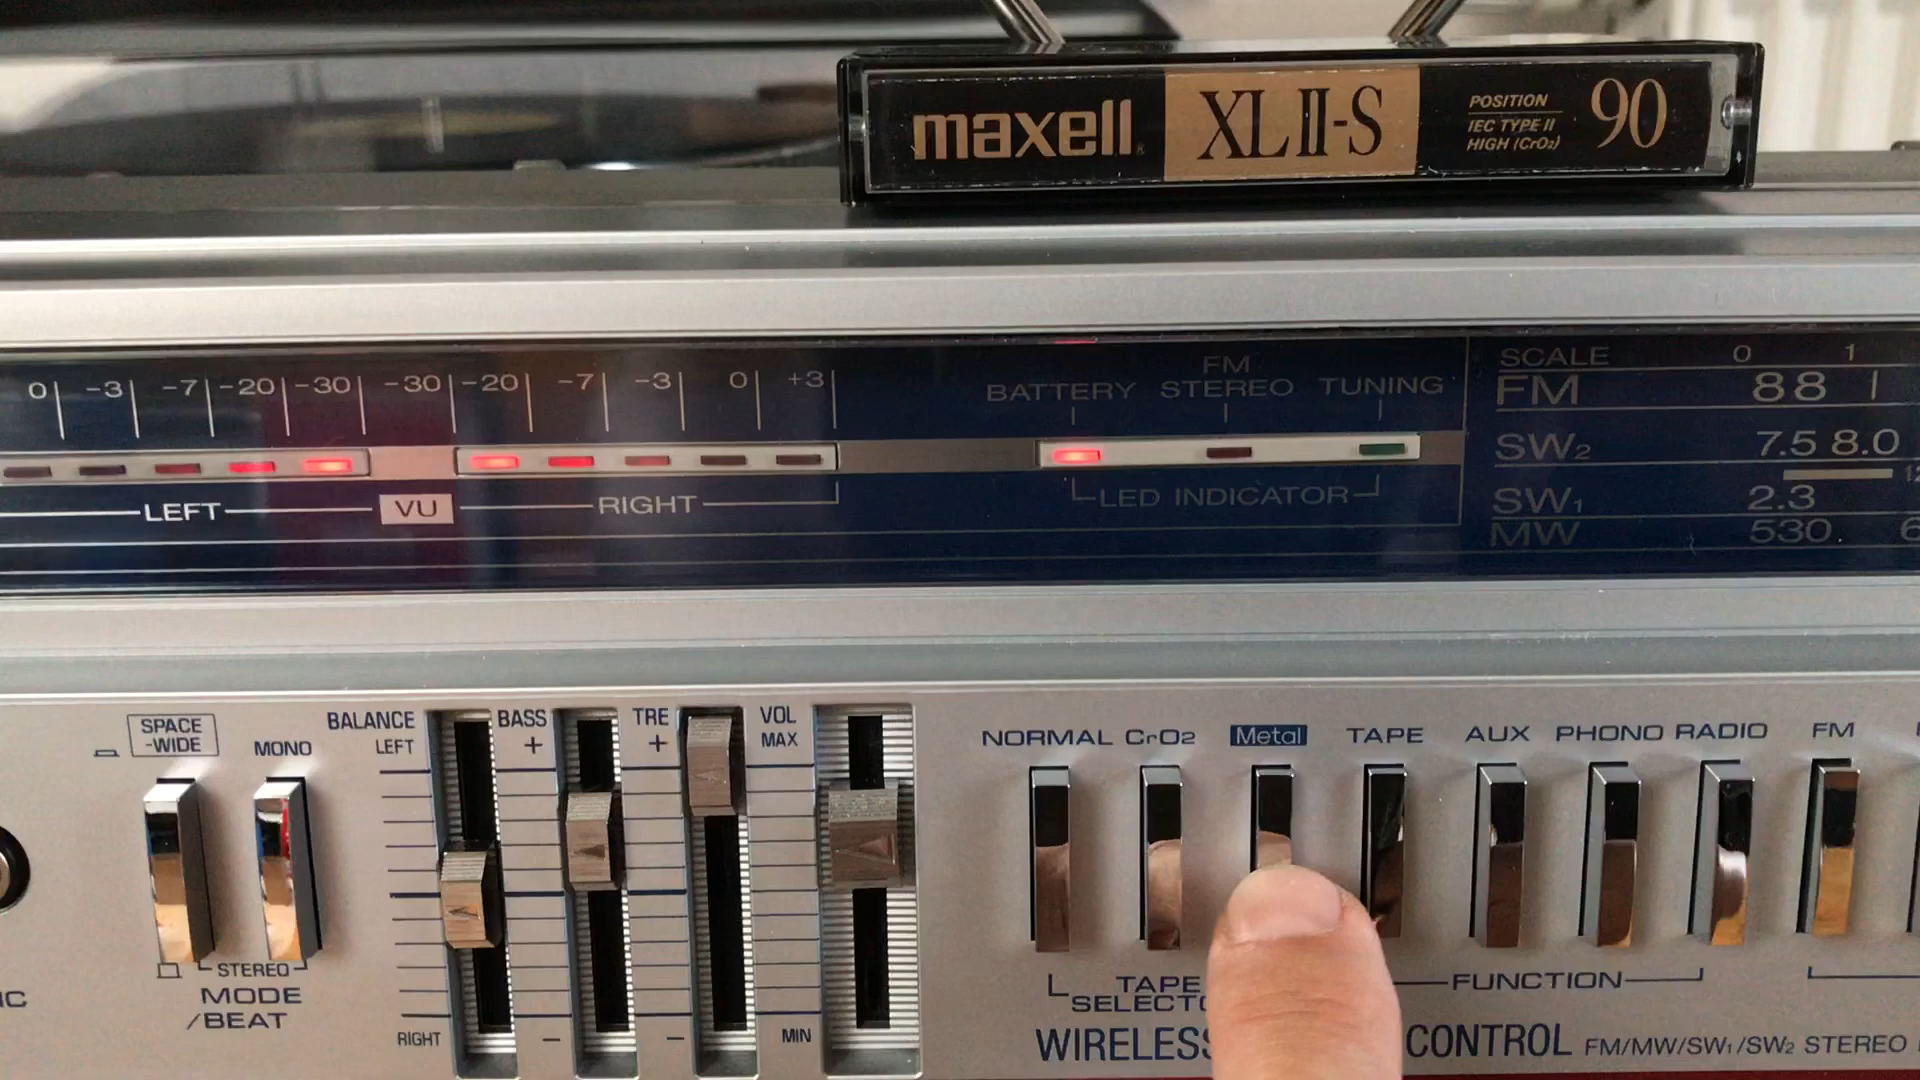 maxell XLII-S POSITION 90
IEC TYPE II
HIGH (CrO2)
0 -3 -7 -20 -30 -30 -20 -7 -3 0 +3
LEFT VU RIGHT
BATTERY FM STEREO TUNING
LED INDICATOR
SCALE 0 1
FM 88
SW2 7.5 8.0
12
SW1 2.3
MW 530
SPACE
-WIDE
MONO
STEREO
MODE
/BEAT
BALANCE
LEFT
RIGHT
BASS
+
−
TRE
+
−
VOL
MAX
MIN
NORMAL CrO2 Metal TAPE AUX PHONO RADIO FM
TAPE
FUNCTION
WIRELESS CONTROL FM/MW/SW1/SW2 STEREO